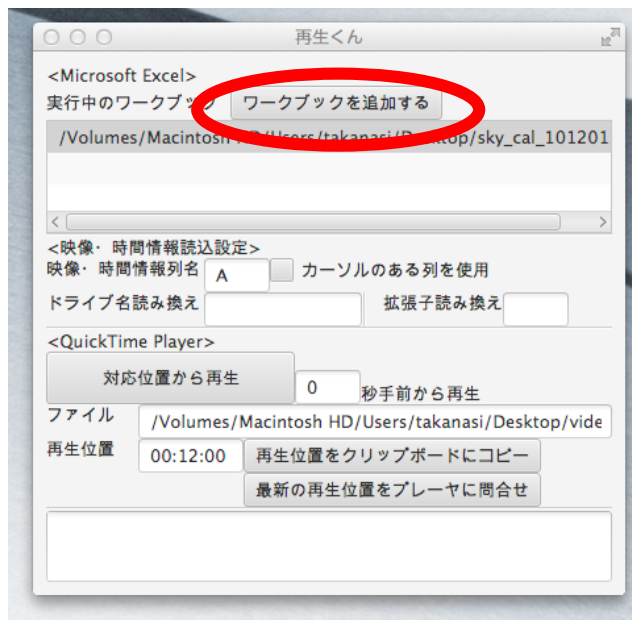 再生くん
<Microsoft Excel>
実行中のワークブック ワークブックを追加する
/Volumes/Macintosh HD/Users/takanasi/Desktop/sky_cal_101201
<映像・時間情報読込設定>
映像・時間情報列名 A カーソルのある列を使用
ドライブ名読み換え 拡張子読み換え
<QuickTime Player>
対応位置から再生 0 秒手前から再生
ファイル /Volumes/Macintosh HD/Users/takanasi/Desktop/vide
再生位置 00:12:00 再生位置をクリップボードにコピー
最新の再生位置をプレーヤに問合せ